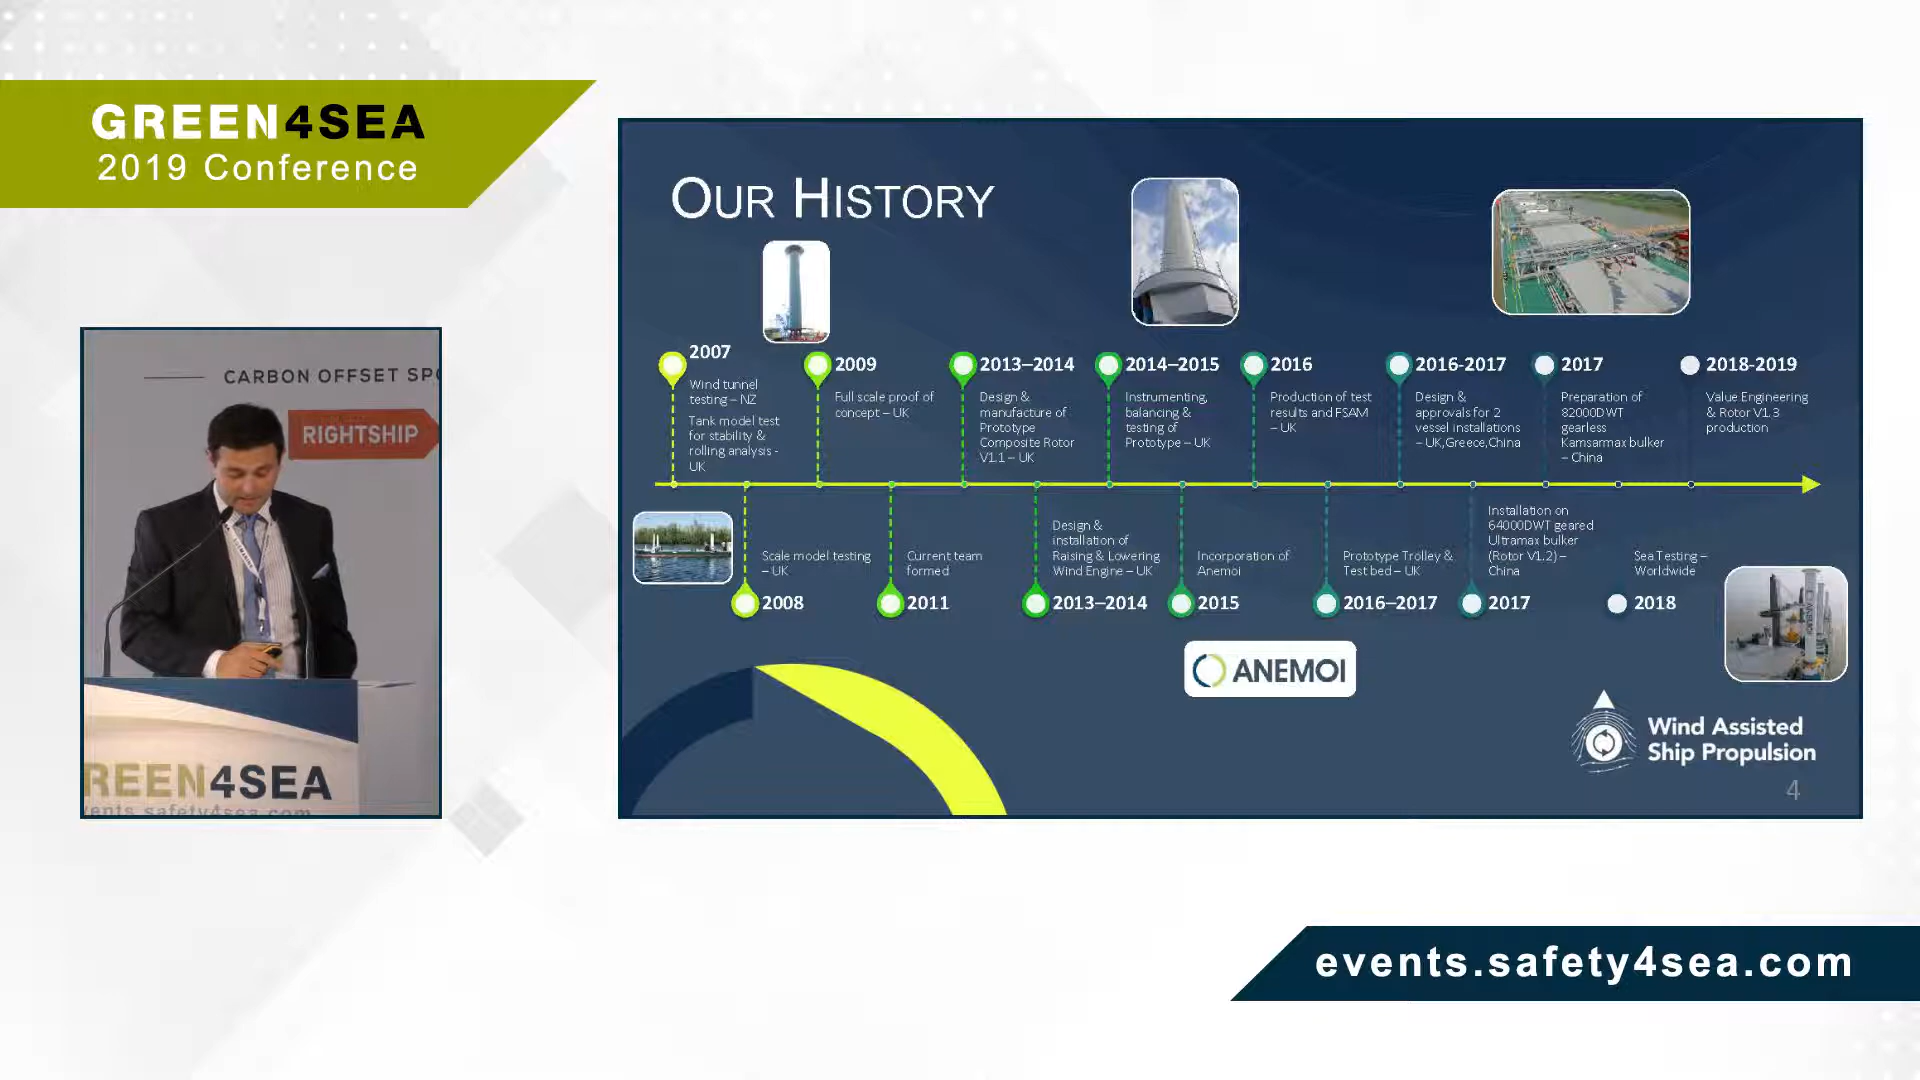 GREEN4SEA
2019 Conference
CARBON OFFSET SPO
RIGHTSHIP
REEN4SEA
events.safety4sea.com
OUR HISTORY
2007
Wind tunnel
testing – NZ
Tank model test
for stability &
rolling analysis -
UK
2009
Full scale proof of
concept – UK
2013–2014
Design &
manufacture of
Prototype
Composite Rotor
V1.1 – UK
2014–2015
Instrumenting,
balancing &
testing of
Prototype – UK
2016
Production of test
results and FSAM
– UK
2016-2017
Design &
approvals for 2
vessel installations
– UK,Greece,China
2017
Preparation of
82000DWT
gearless
Kamsarmax bulker
– China
2018-2019
Value Engineering
& Rotor V1.3
production
Scale model testing
– UK
2008
Current team
formed
2011
Design &
installation of
Raising & Lowering
Wind Engine – UK
2013–2014
Incorporation of
Anemoi
2015
Prototype Trolley &
Test bed – UK
2016–2017
Installation on
64000DWT geared
Ultramax bulker
(Rotor V1.2) –
China
2017
Sea Testing –
Worldwide
2018
ANEMOI
Wind Assisted
Ship Propulsion
4
events.safety4sea.com